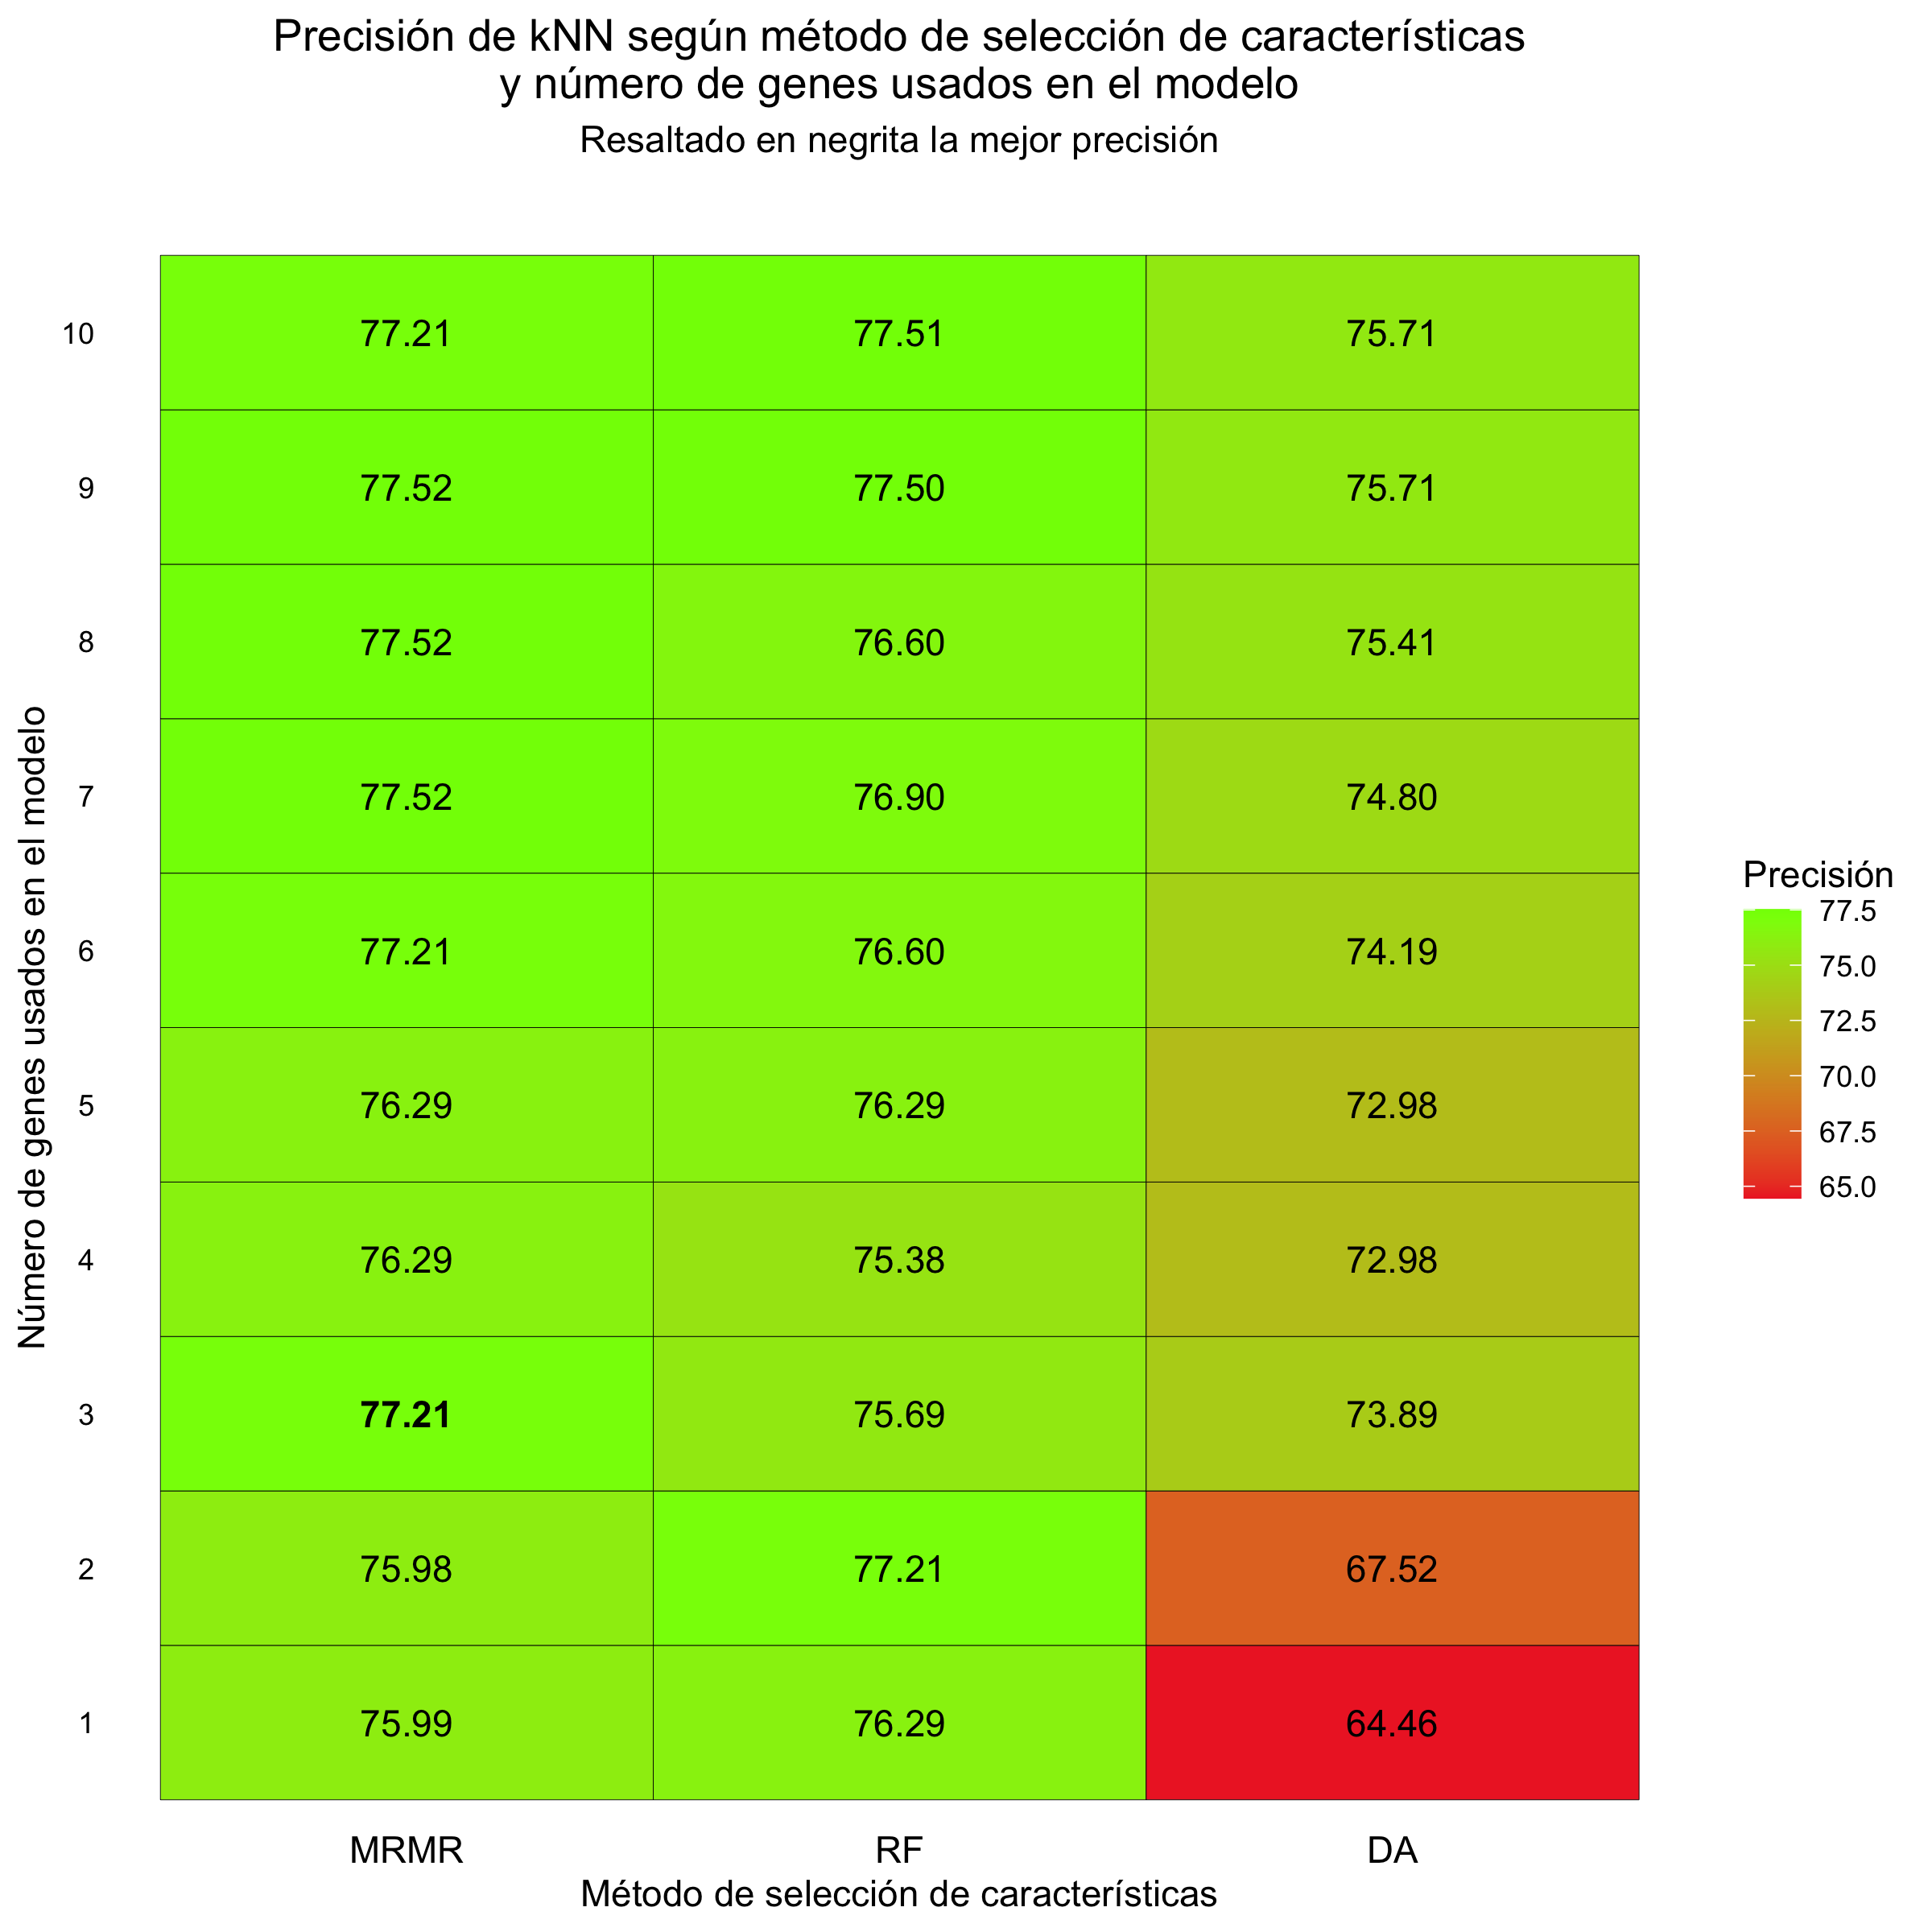 Precisión de kNN según método de selección de características
y número de genes usados en el modelo
Resaltado en negrita la mejor precisión
Número de genes usados en el modelo
10 77.21 77.51 75.71
9 77.52 77.50 75.71
8 77.52 76.60 75.41
7 77.52 76.90 74.80
6 77.21 76.60 74.19
5 76.29 76.29 72.98
4 76.29 75.38 72.98
3 77.21 75.69 73.89
2 75.98 77.21 67.52
1 75.99 76.29 64.46
MRMR RF DA
Método de selección de características
Precisión
77.5
75.0
72.5
70.0
67.5
65.0